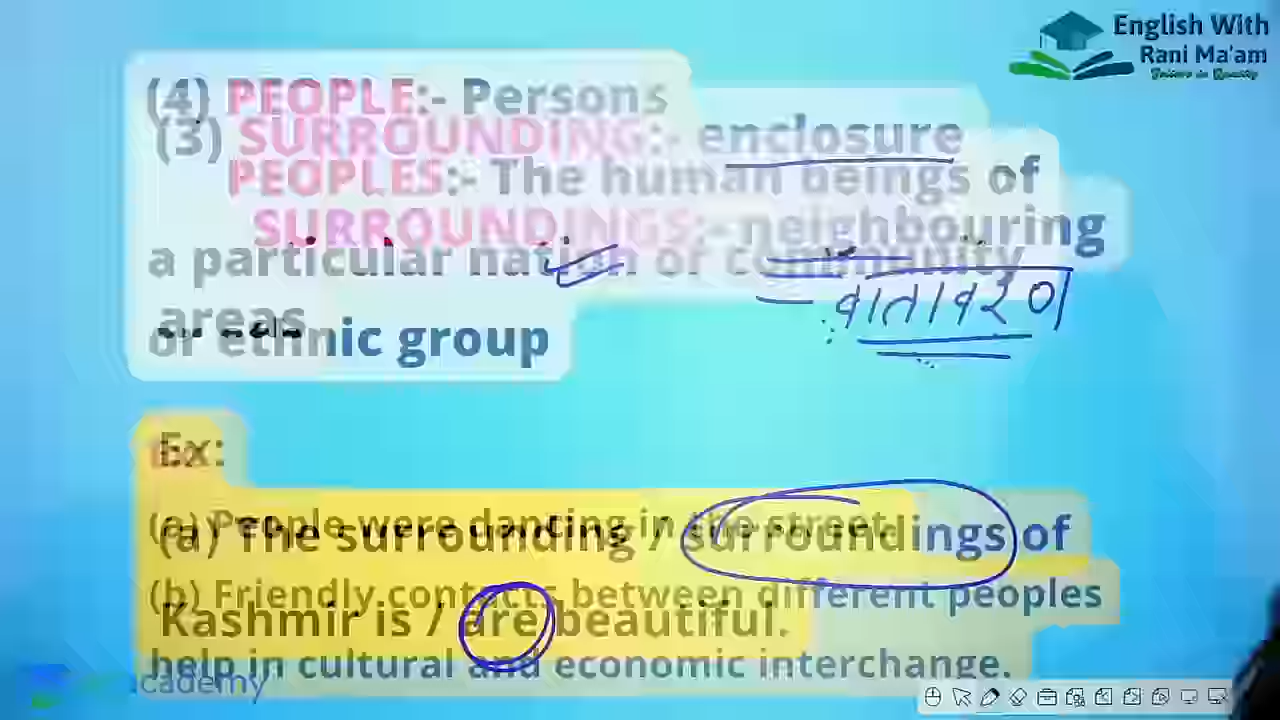 English With
Rani Ma'am
(4) PEOPLE:- Persons
(3) SURROUNDING:- enclosure
PEOPLES:- The human beings of
SURROUNDINGS:- neighbouring
a particular nation or community
areas
or ethnic group
वातावरण
Ex:
(a) People were dancing in the street.
(a) The surrounding / surroundings of
(b) Friendly contacts between different peoples
Kashmir is / are beautiful.
help in cultural and economic interchange.
academy